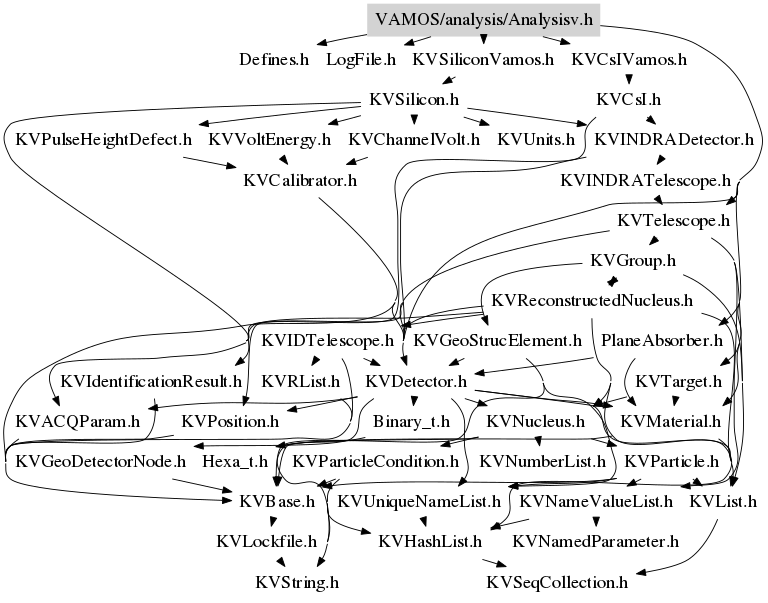 VAMOS/analysis/Analysisv.h
Defines.h LogFile.h KVSiliconVamos.h KVCsIVamos.h
KVSilicon.h KVCsI.h
KVPulseHeightDefect.h KVVoltEnergy.h KVChannelVolt.h KVUnits.h KVINDRADetector.h
KVCalibrator.h KVINDRATelescope.h
KVTelescope.h
KVGroup.h
KVReconstructedNucleus.h
KVIDTelescope.h KVGeoStrucElement.h PlaneAbsorber.h
KVIdentificationResult.h KVRList.h KVDetector.h KVTarget.h
KVACQParam.h KVPosition.h Binary_t.h KVNucleus.h KVMaterial.h
KVGeoDetectorNode.h Hexa_t.h KVParticleCondition.h KVNumberList.h KVParticle.h
KVBase.h KVUniqueNameList.h KVNameValueList.h KVList.h
KVLockfile.h KVHashList.h KVNamedParameter.h
KVString.h KVSeqCollection.h